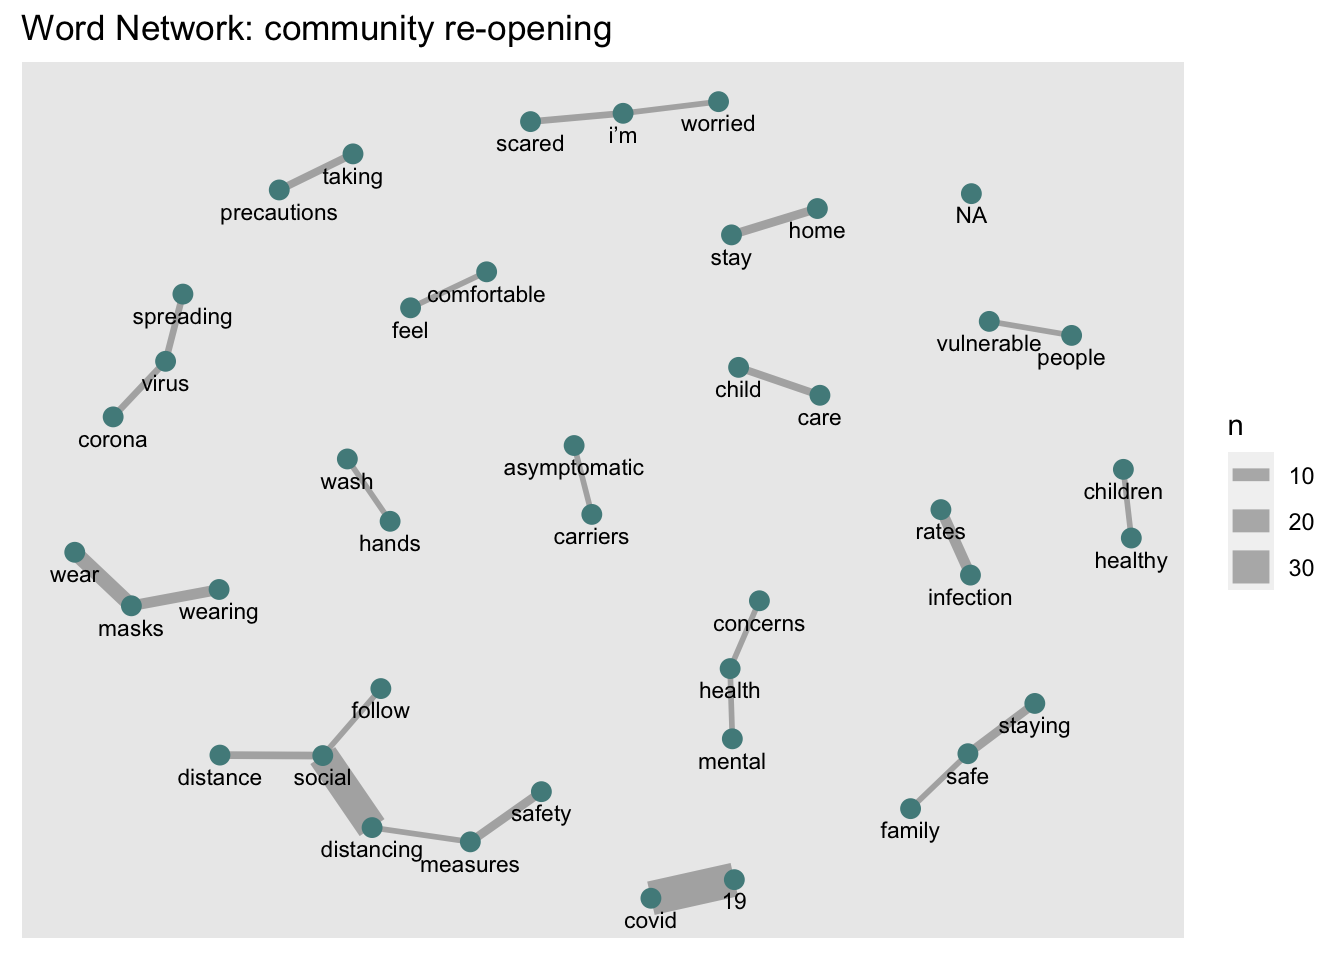 Word Network: community re-opening
scared
i’m
worried
taking
precautions
NA
home
stay
comfortable
feel
spreading
virus
corona
vulnerable
people
child
care
wash
hands
asymptomatic
carriers
children
healthy
rates
infection
wear
masks
wearing
concerns
health
mental
follow
distance
social
distancing
measures
safety
staying
safe
family
covid
19
n
10
20
30